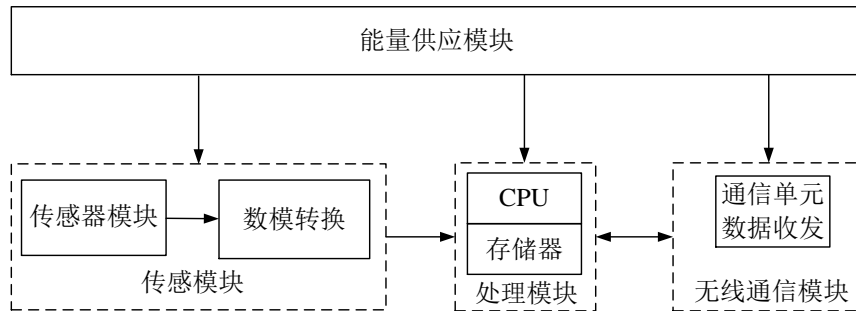 能量供应模块
传感器模块
数模转换
传感模块
CPU
存储器
处理模块
通信单元
数据收发
无线通信模块